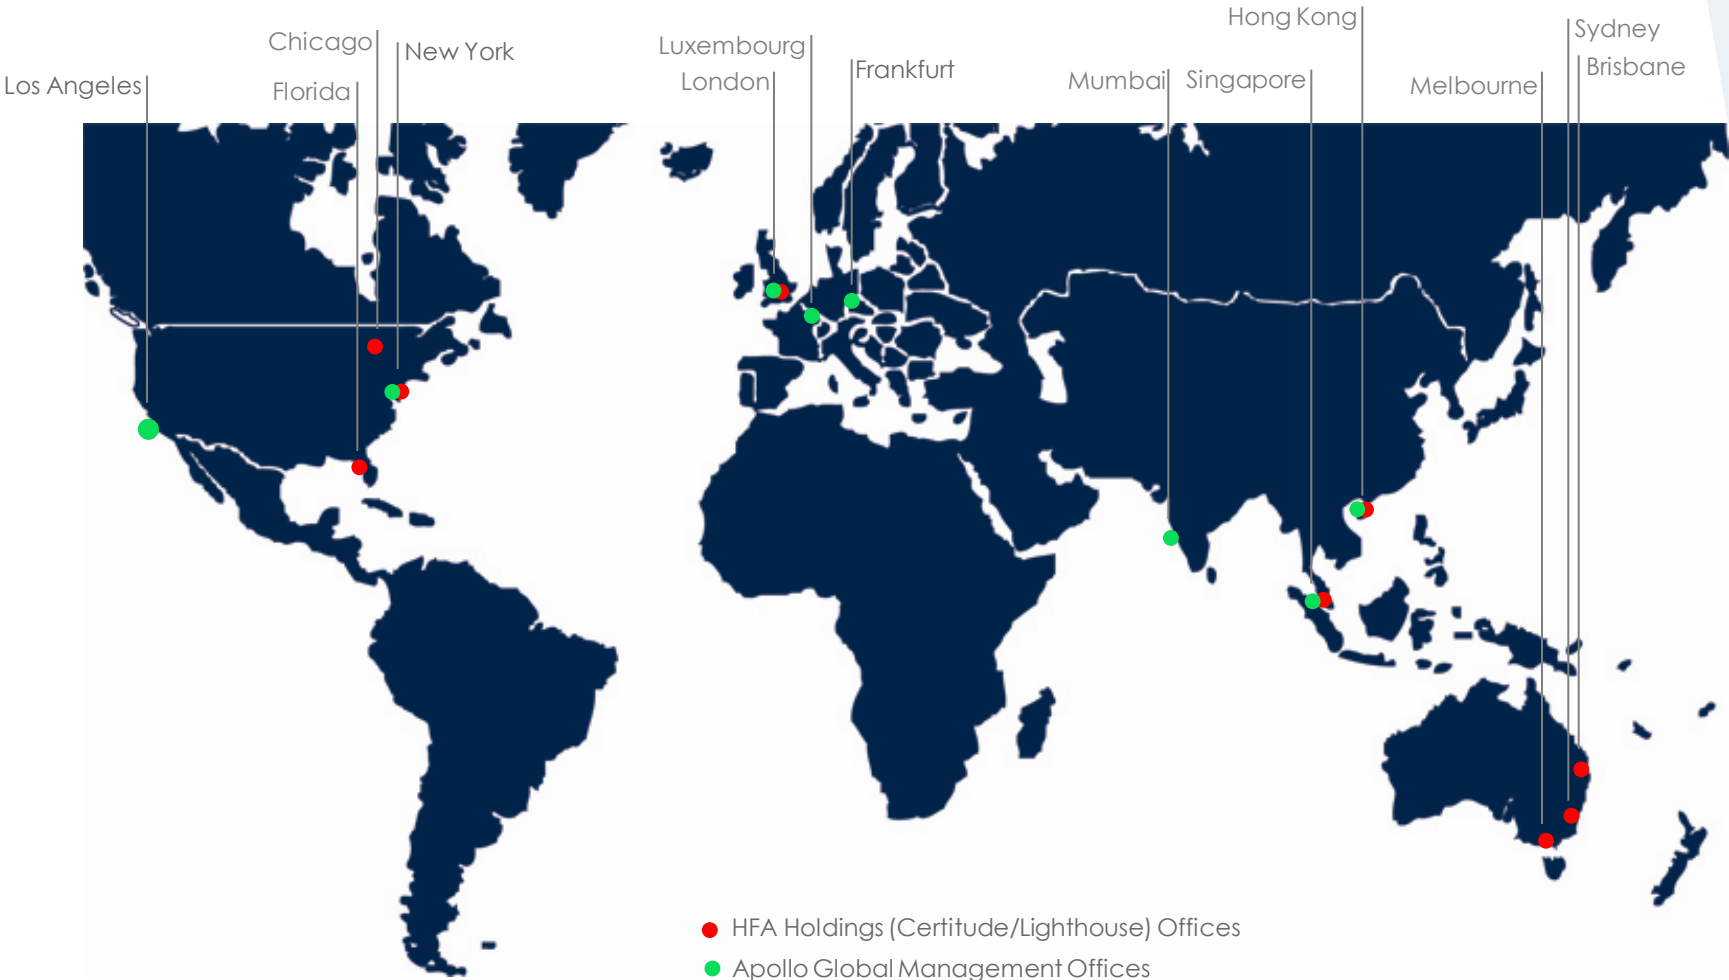 Hong Kong
Sydney
Chicago
New York
Luxembourg
Frankfurt
Brisbane
Los Angeles
Florida
London
Mumbai
Singapore
Melbourne
HFA Holdings (Certitude/Lighthouse) Offices
Apollo Global Management Offices